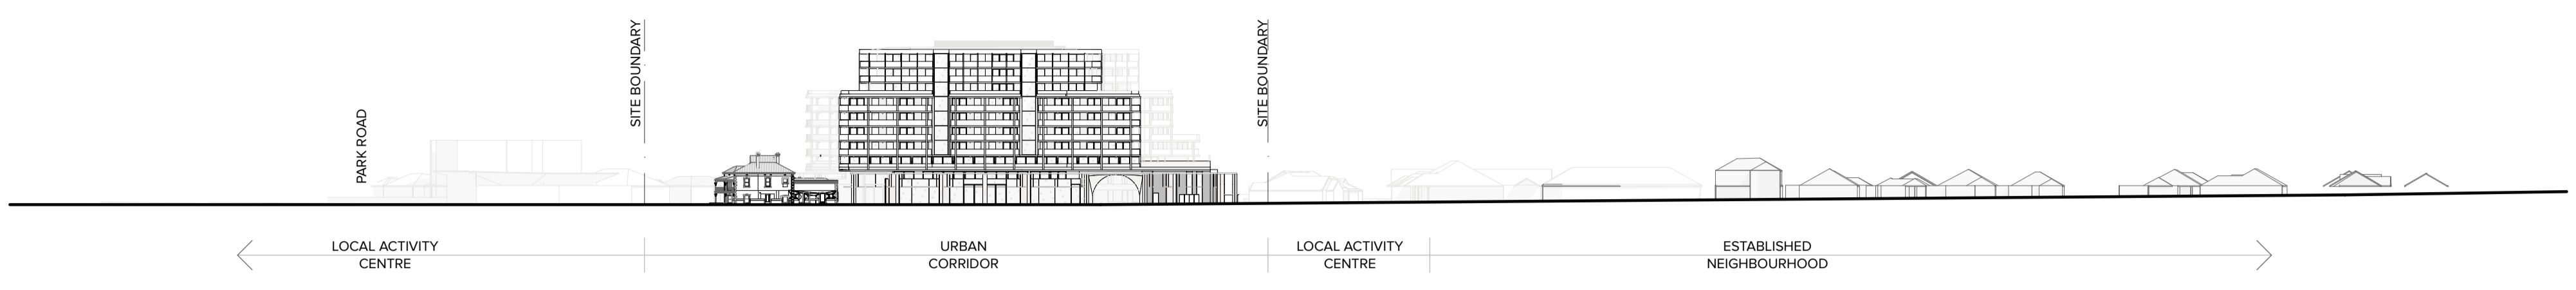 PARK ROAD
SITE BOUNDARY
SITE BOUNDARY
LOCAL ACTIVITY
CENTRE
URBAN
CORRIDOR
LOCAL ACTIVITY
CENTRE
ESTABLISHED
NEIGHBOURHOOD